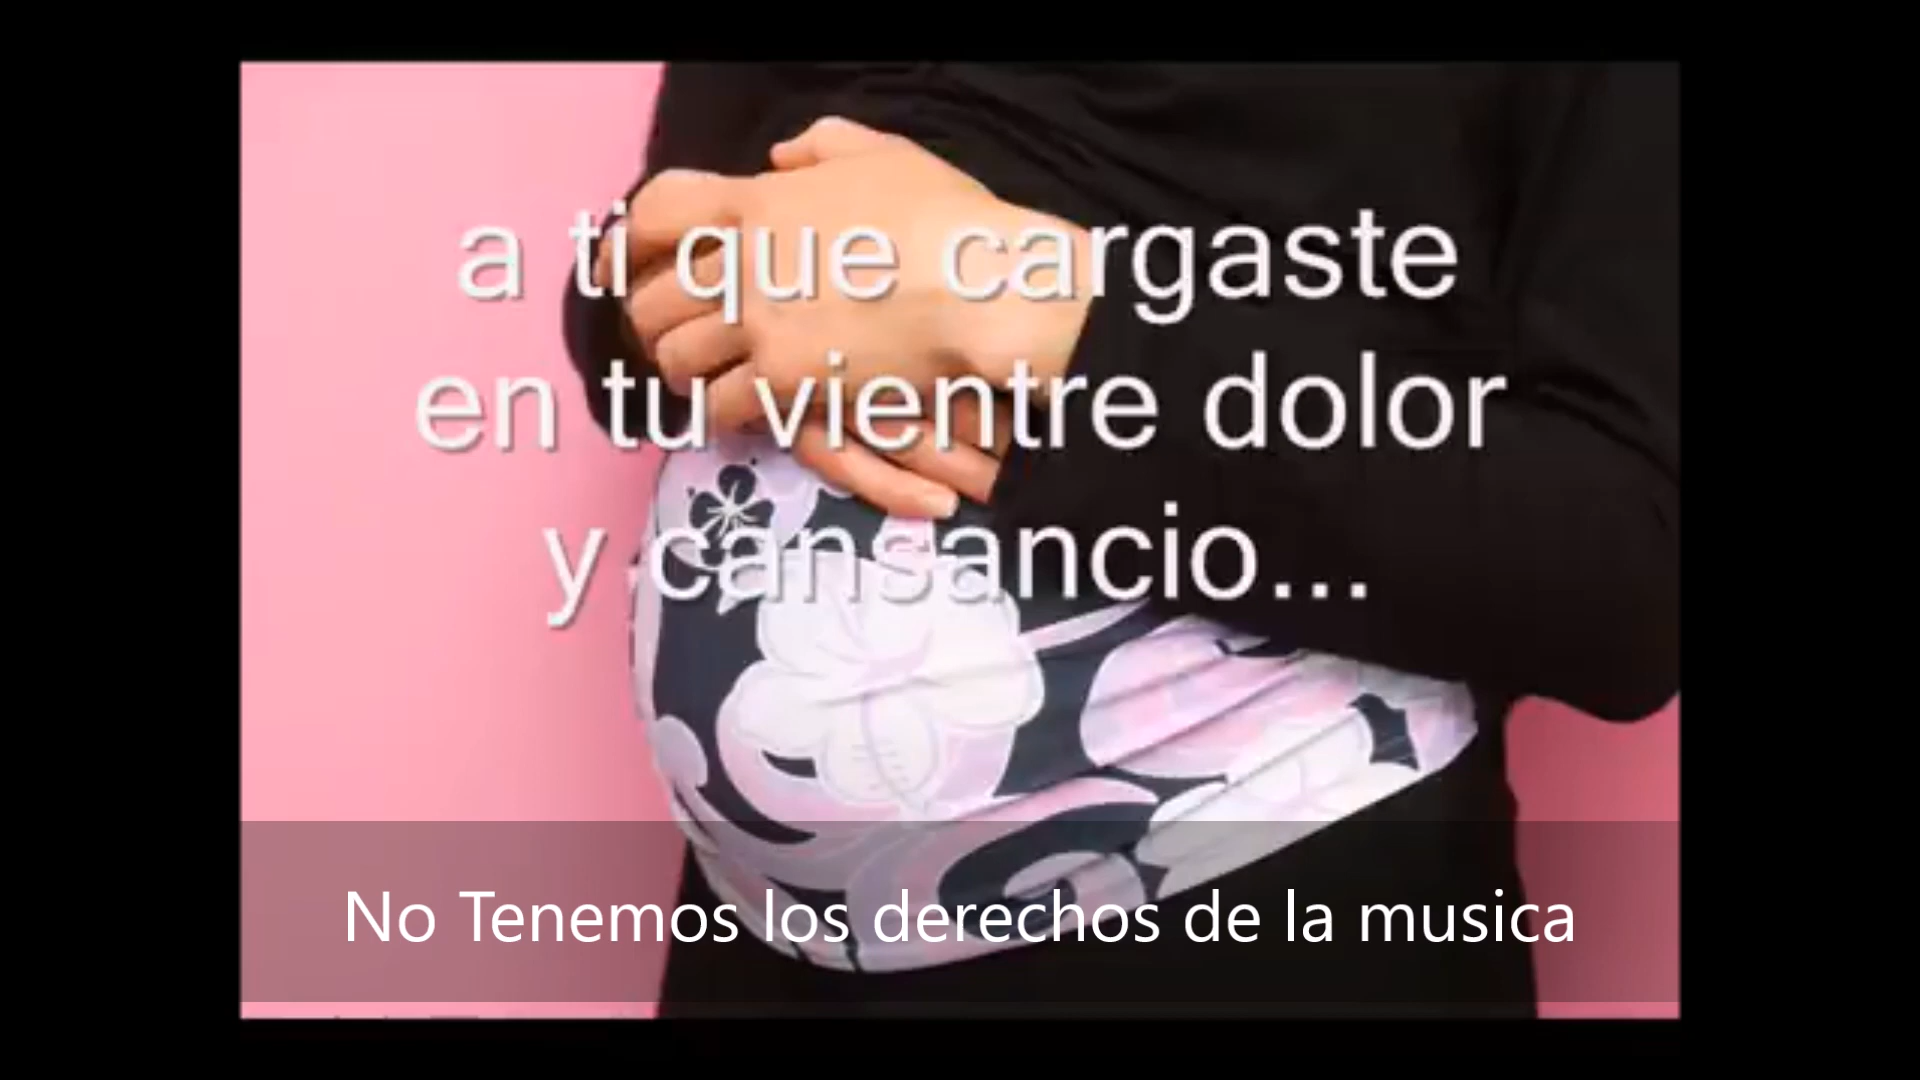 a ti que cargaste
en tu vientre dolor
y cansancio...
No Tenemos los derechos de la musica